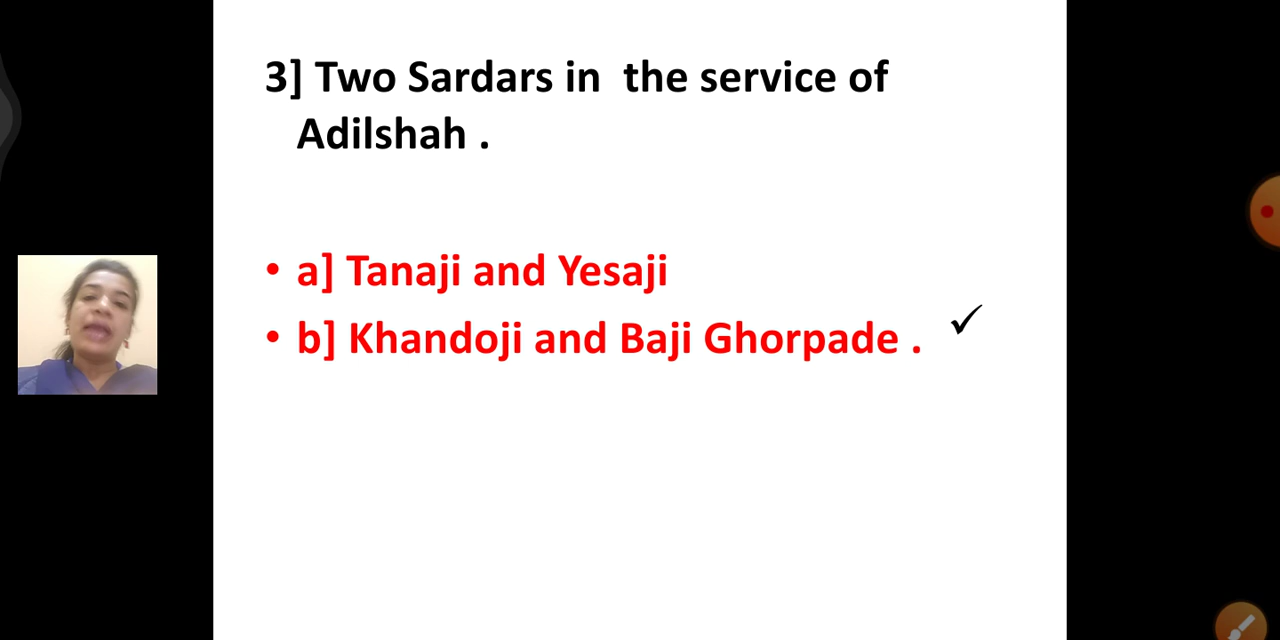 3] Two Sardars in  the service of
Adilshah .
• a] Tanaji and Yesaji
• b] Khandoji and Baji Ghorpade . ✓